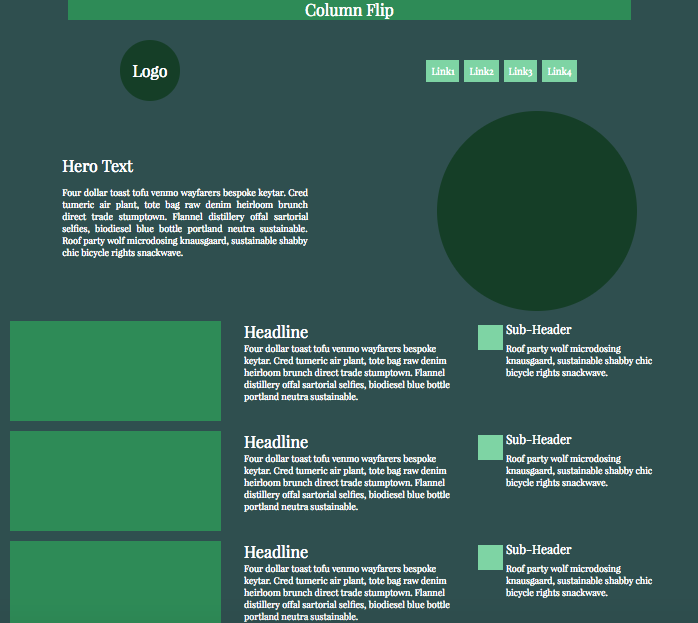 Column Flip
Logo
Link1 Link2 Link3 Link4
Hero Text
Four dollar toast tofu venmo wayfarers bespoke keytar. Cred
tumeric air plant, tote bag raw denim heirloom brunch
direct trade stumptown. Flannel distillery offal sartorial
selfies, biodiesel blue bottle portland neutra sustainable.
Roof party wolf microdosing knausgaard, sustainable shabby
chic bicycle rights snackwave.
Headline
Four dollar toast tofu venmo wayfarers bespoke
keytar. Cred tumeric air plant, tote bag raw denim
heirloom brunch direct trade stumptown. Flannel
distillery offal sartorial selfies, biodiesel blue bottle
portland neutra sustainable.
Sub-Header
Roof party wolf microdosing
knausgaard, sustainable shabby chic
bicycle rights snackwave.
Headline
Four dollar toast tofu venmo wayfarers bespoke
keytar. Cred tumeric air plant, tote bag raw denim
heirloom brunch direct trade stumptown. Flannel
distillery offal sartorial selfies, biodiesel blue bottle
portland neutra sustainable.
Sub-Header
Roof party wolf microdosing
knausgaard, sustainable shabby chic
bicycle rights snackwave.
Headline
Four dollar toast tofu venmo wayfarers bespoke
keytar. Cred tumeric air plant, tote bag raw denim
heirloom brunch direct trade stumptown. Flannel
distillery offal sartorial selfies, biodiesel blue bottle
portland neutra sustainable.
Sub-Header
Roof party wolf microdosing
knausgaard, sustainable shabby chic
bicycle rights snackwave.